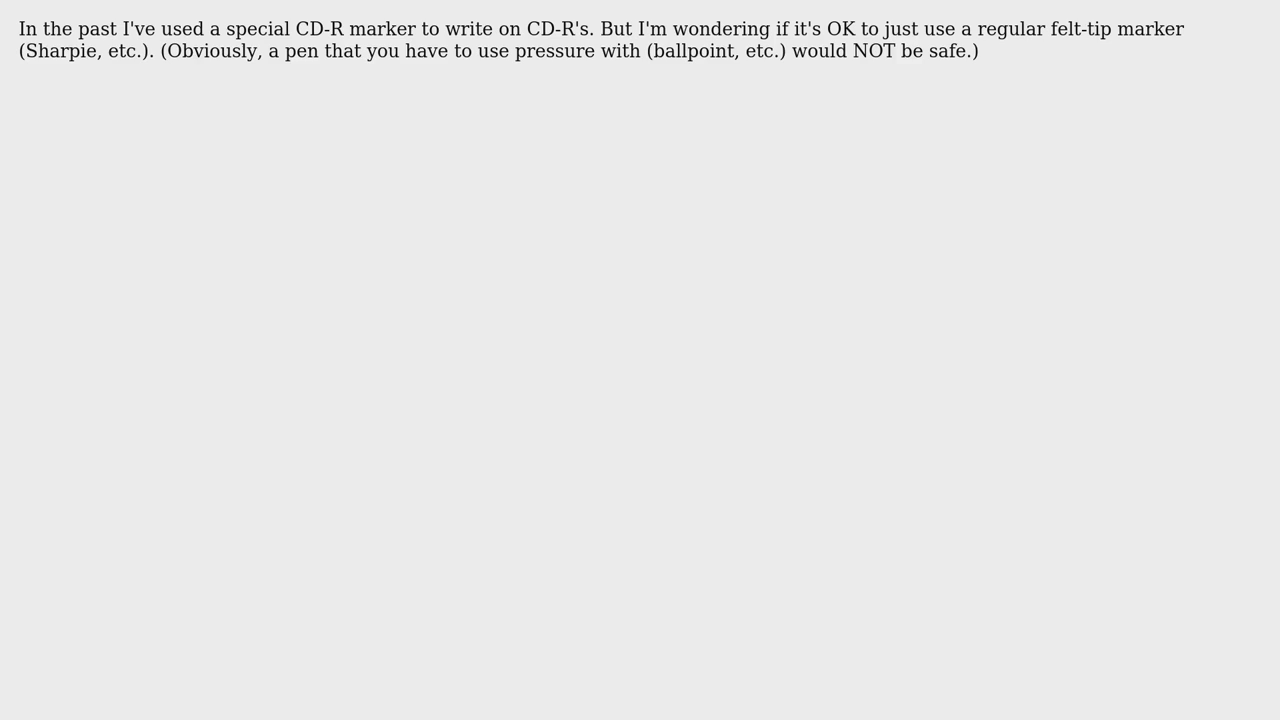 In the past I've used a special CD-R marker to write on CD-R's. But I'm wondering if it's OK to just use a regular felt-tip marker
(Sharpie, etc.). (Obviously, a pen that you have to use pressure with (ballpoint, etc.) would NOT be safe.)